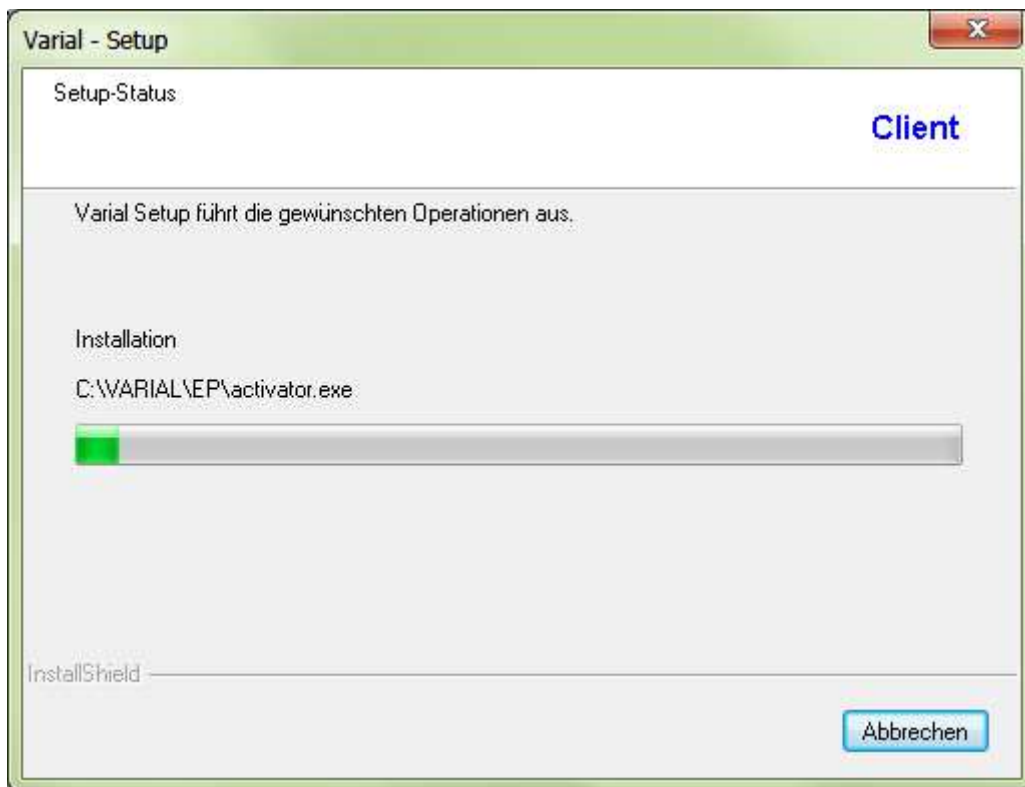 Varial - Setup
Setup-Status
Client
Varial Setup führt die gewünschten Operationen aus.
Installation
C:\VARIAL\EP\activator.exe
InstallShield
Abbrechen